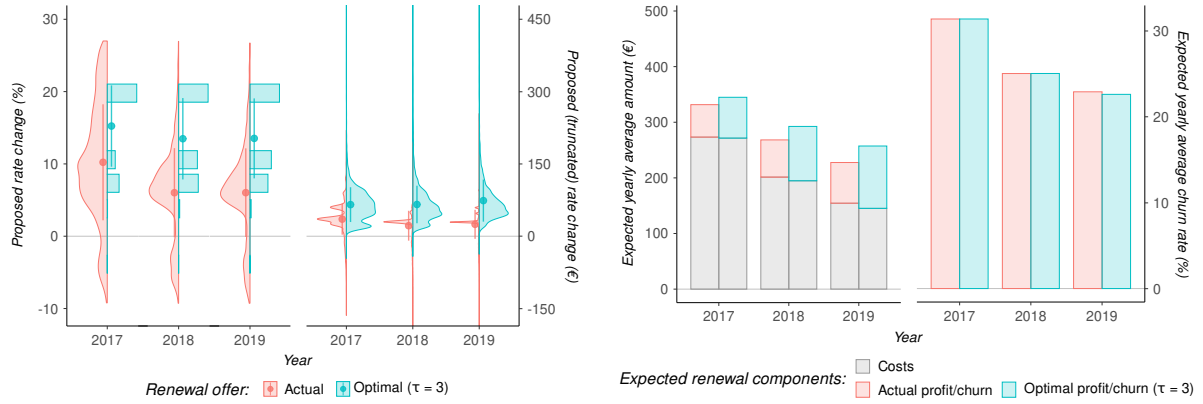 30
20
10
0
-10
Proposed rate change (%)
450
300
150
0
-150
Proposed (truncated) rate change (€)
2017
2018
2019
2017
2018
2019
Year
Renewal offer:
Actual
Optimal (τ = 3)
500
400
300
200
100
0
Expected yearly average amount (€)
30
20
10
0
Expected yearly average churn rate (%)
2017
2018
2019
2017
2018
2019
Year
Expected renewal components:
Costs
Actual profit/churn
Optimal profit/churn (τ = 3)